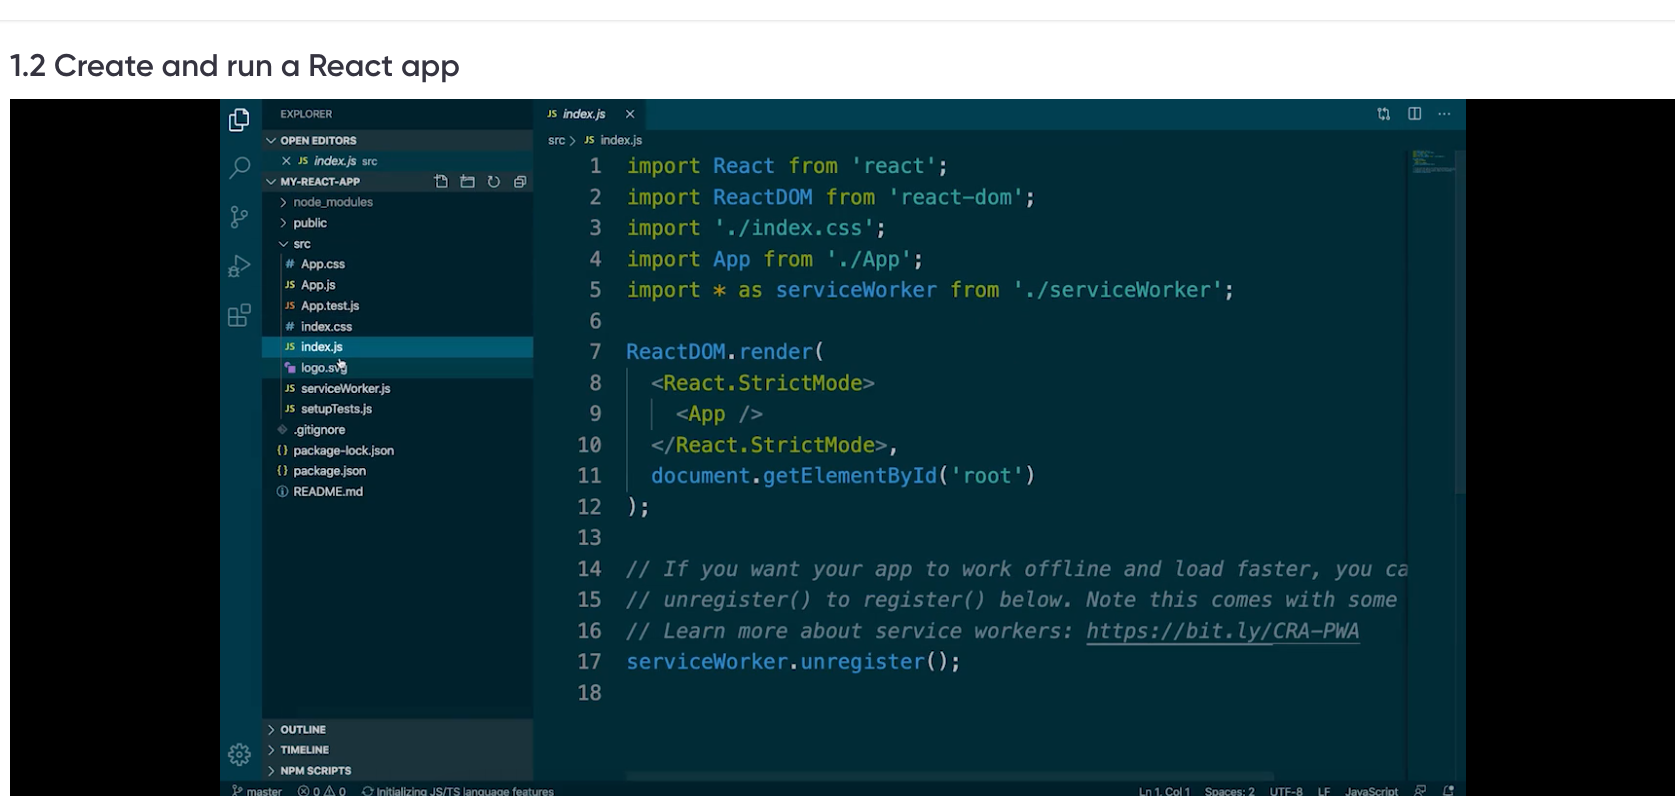 1.2 Create and run a React app
EXPLORER
OPEN EDITORS
JS index.js src
MY-REACT-APP
node_modules
public
src
# App.css
JS App.js
JS App.test.js
# index.css
JS index.js
logo.svg
JS serviceWorker.js
JS setupTests.js
.gitignore
{} package-lock.json
{} package.json
README.md
OUTLINE
TIMELINE
NPM SCRIPTS
JS index.js
src > JS index.js
1 import React from 'react';
2 import ReactDOM from 'react-dom';
3 import './index.css';
4 import App from './App';
5 import * as serviceWorker from './serviceWorker';
6
7 ReactDOM.render(
8 <React.StrictMode>
9 <App />
10 </React.StrictMode>,
11 document.getElementById('root')
12 );
13
14 // If you want your app to work offline and load faster, you ca
15 // unregister() to register() below. Note this comes with some
16 // Learn more about service workers: https://bit.ly/CRA-PWA
17 serviceWorker.unregister();
18
master 0 0 Initializing JS/TS language features Ln 1, Col 1 Spaces: 2 UTF-8 LF JavaScript